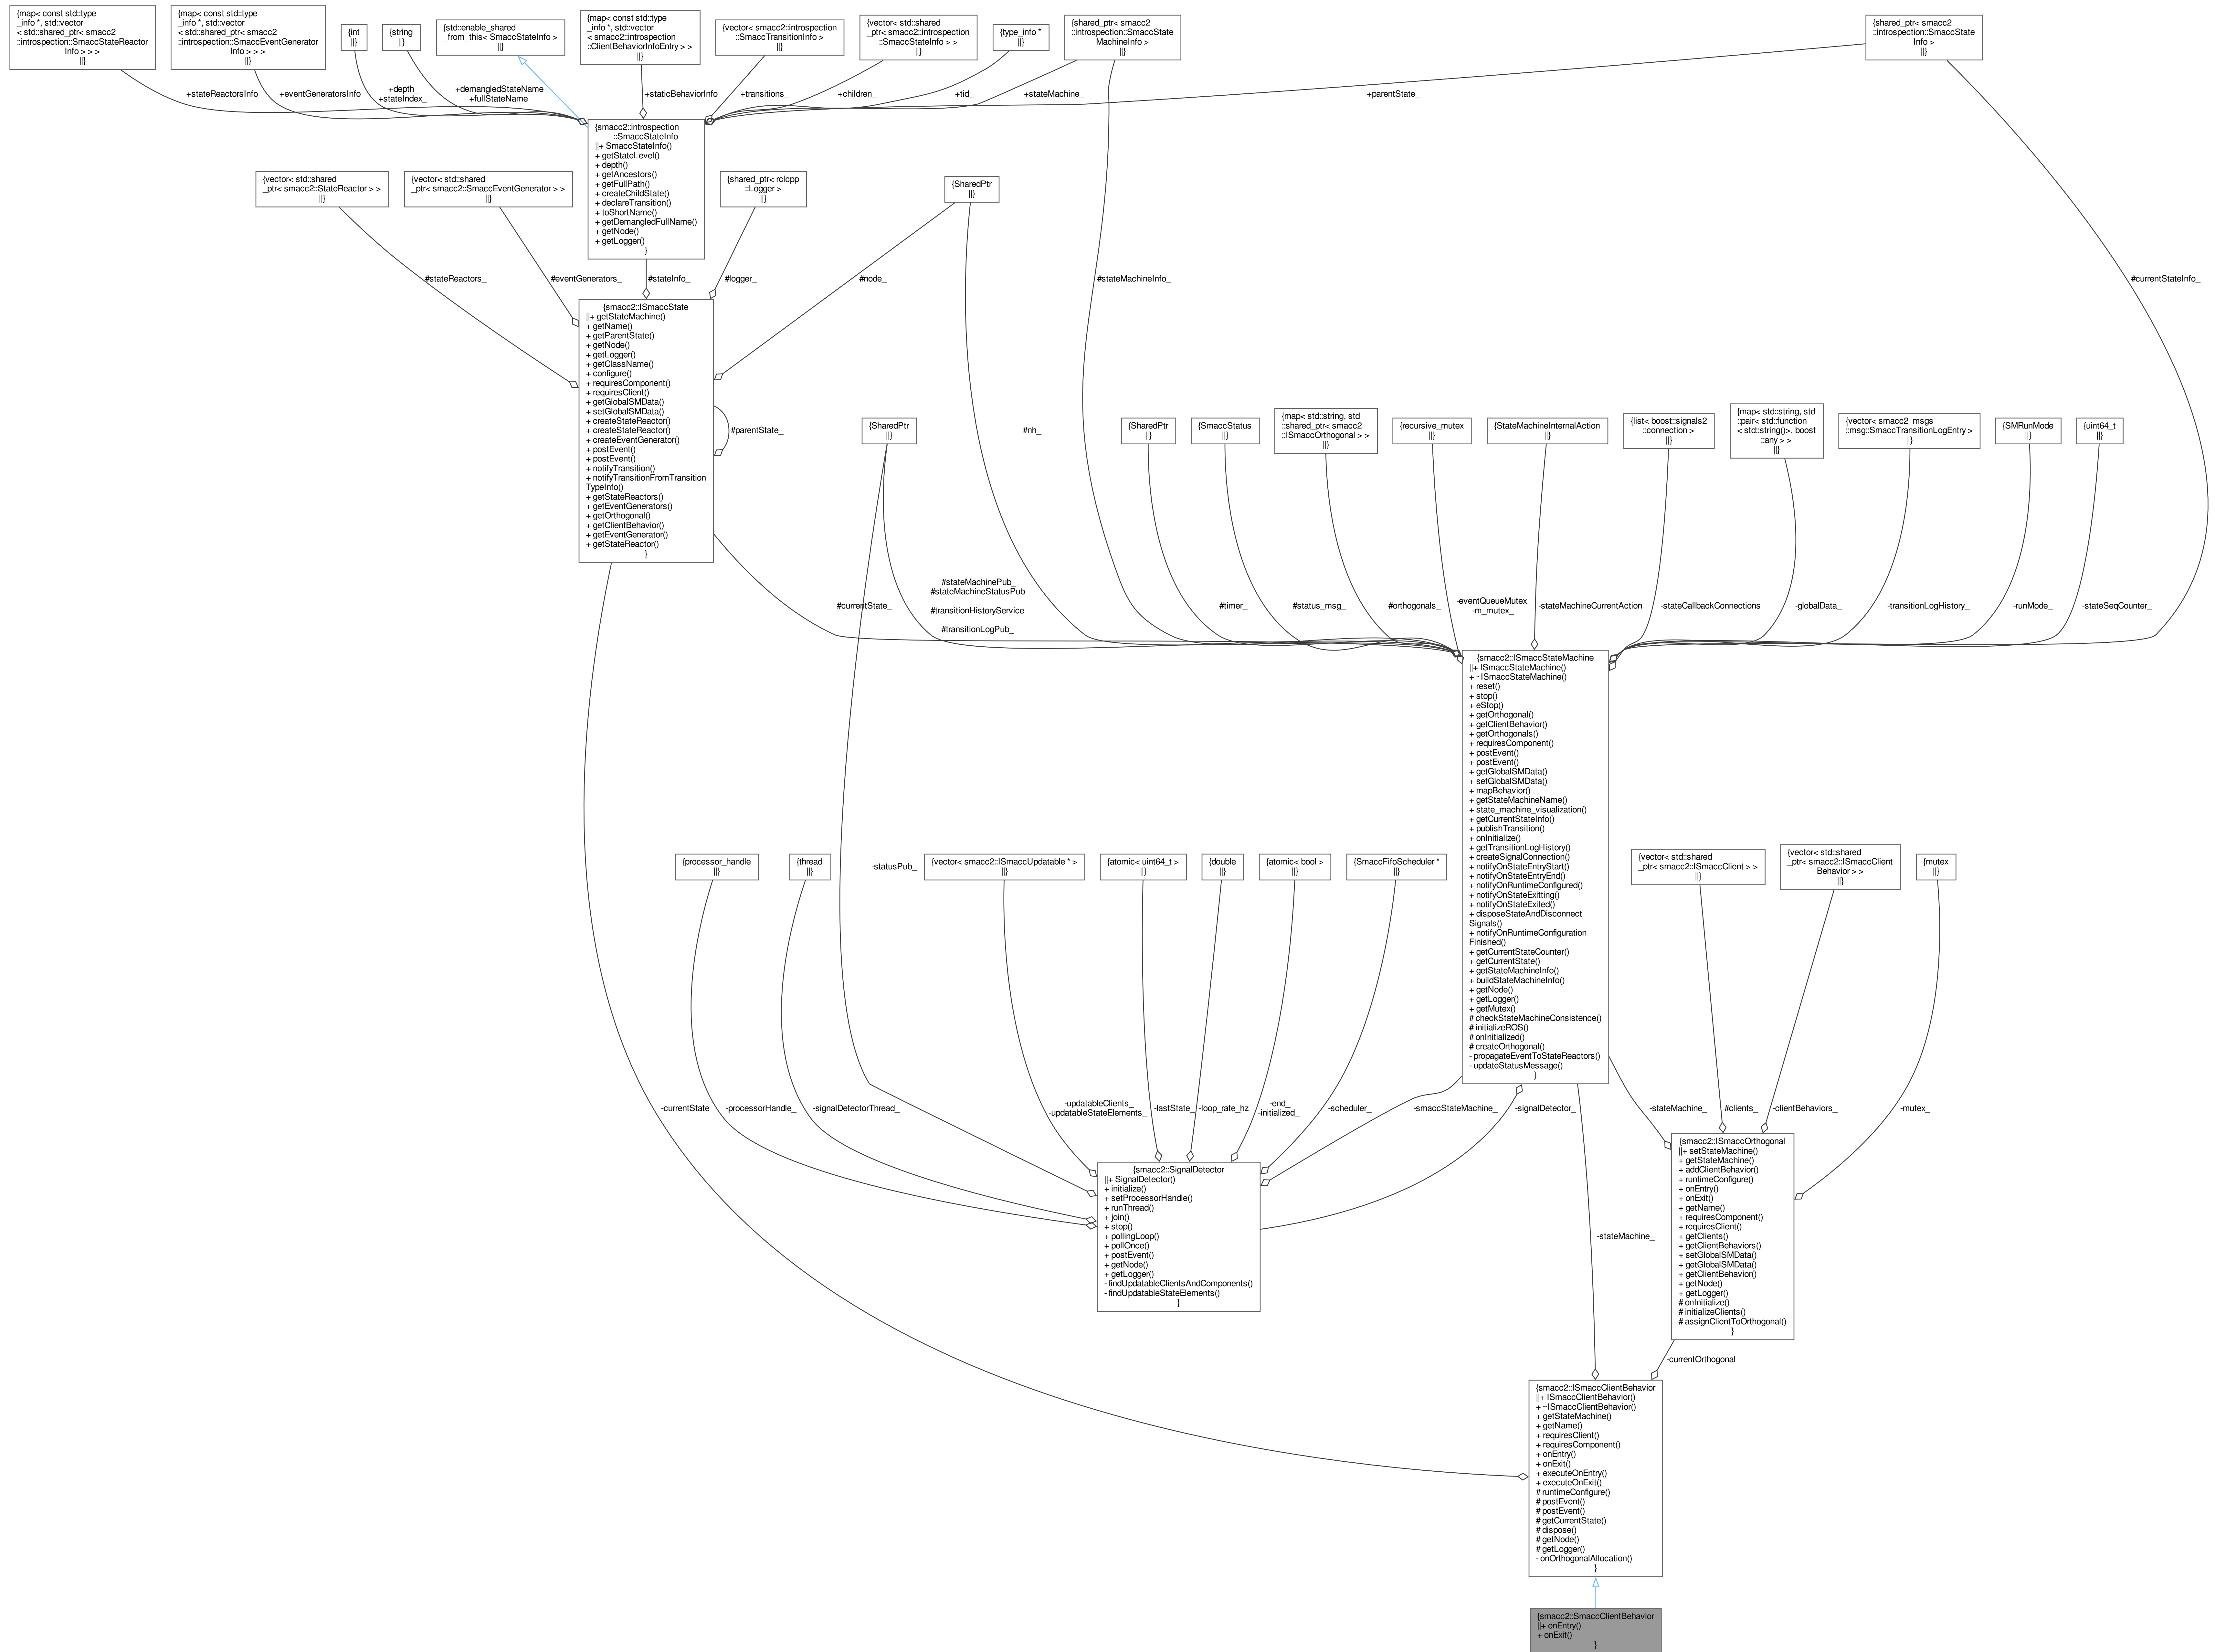 {map< const std::type
_info *, std::vector
< std::shared_ptr< smacc2
::introspection::SmaccStateReactor
Info > > >
||}
{map< const std::type
_info *, std::vector
< std::shared_ptr< smacc2
::introspection::SmaccEventGenerator
Info > > >
||}
{int
||}
{string
||}
{std::enable_shared
_from_this< SmaccStateInfo >
||}
{map< const std::type
_info *, std::vector
< smacc2::introspection
::ClientBehaviorInfoEntry > >
||}
{vector< smacc2::introspection
::SmaccTransitionInfo >
||}
{vector< std::shared
_ptr< smacc2::introspection
::SmaccStateInfo > >
||}
{type_info *
||}
{shared_ptr< smacc2
::introspection::SmaccState
MachineInfo >
||}
{shared_ptr< smacc2
::introspection::SmaccState
Info >
||}
+stateReactorsInfo
+eventGeneratorsInfo
+depth_
+stateIndex_
+demangledStateName
+fullStateName
+staticBehaviorInfo
+transitions_
+children_
+tid_
+stateMachine_
+parentState_
{smacc2::introspection
::SmaccStateInfo
||+ SmaccStateInfo()
+ getStateLevel()
+ depth()
+ getAncestors()
+ getFullPath()
+ createChildState()
+ declareTransition()
+ toShortName()
+ getDemangledFullName()
+ getNode()
+ getLogger()
}
{vector< std::shared
_ptr< smacc2::StateReactor > >
||}
{vector< std::shared
_ptr< smacc2::SmaccEventGenerator > >
||}
{shared_ptr< rclcpp
::Logger >
||}
{SharedPtr
||}
#stateReactors_
#eventGenerators_
#stateInfo_
#logger_
#node_
#stateMachineInfo_
#currentStateInfo_
{smacc2::ISmaccState
||+ getStateMachine()
+ getName()
+ getParentState()
+ getNode()
+ getLogger()
+ getClassName()
+ configure()
+ requiresComponent()
+ requiresClient()
+ getGlobalSMData()
+ setGlobalSMData()
+ createStateReactor()
+ createStateReactor()
+ createEventGenerator()
+ postEvent()
+ postEvent()
+ notifyTransition()
+ notifyTransitionFromTransition
TypeInfo()
+ getStateReactors()
+ getEventGenerators()
+ getOrthogonal()
+ getClientBehavior()
+ getEventGenerator()
+ getStateReactor()
}
#parentState_
#nh_
{SharedPtr
||}
{SharedPtr
||}
{SmaccStatus
||}
{map< std::string, std
::shared_ptr< smacc2
::ISmaccOrthogonal > >
||}
{recursive_mutex
||}
{StateMachineInternalAction
||}
{list< boost::signals2
::connection >
||}
{map< std::string, std
::pair< std::function
< std::string()>, boost
::any > >
||}
{vector< smacc2_msgs
::msg::SmaccTransitionLogEntry >
||}
{SMRunMode
||}
{uint64_t
||}
#currentState_
#stateMachinePub_
#stateMachineStatusPub
_
#transitionHistoryService
_
#transitionLogPub_
#timer_
#status_msg_
#orthogonals_
-eventQueueMutex_
-m_mutex_
-stateMachineCurrentAction
-stateCallbackConnections
-globalData_
-transitionLogHistory_
-runMode_
-stateSeqCounter_
{smacc2::ISmaccStateMachine
||+ ISmaccStateMachine()
+ ~ISmaccStateMachine()
+ reset()
+ stop()
+ eStop()
+ getOrthogonal()
+ getClientBehavior()
+ getOrthogonals()
+ requiresComponent()
+ postEvent()
+ postEvent()
+ getGlobalSMData()
+ setGlobalSMData()
+ mapBehavior()
+ getStateMachineName()
+ state_machine_visualization()
+ getCurrentStateInfo()
+ publishTransition()
+ onInitialize()
+ getTransitionLogHistory()
+ createSignalConnection()
+ notifyOnStateEntryStart()
+ notifyOnStateEntryEnd()
+ notifyOnRuntimeConfigured()
+ notifyOnStateExitting()
+ notifyOnStateExited()
+ disposeStateAndDisconnect
Signals()
+ notifyOnRuntimeConfiguration
Finished()
+ getCurrentStateCounter()
+ getCurrentState()
+ getStateMachineInfo()
+ buildStateMachineInfo()
+ getNode()
+ getLogger()
+ getMutex()
# checkStateMachineConsistence()
# initializeROS()
# onInitialized()
# createOrthogonal()
- propagateEventToStateReactors()
- updateStatusMessage()
}
{processor_handle
||}
{thread
||}
-statusPub_
{vector< smacc2::ISmaccUpdatable * >
||}
{atomic< uint64_t >
||}
{double
||}
{atomic< bool >
||}
{SmaccFifoScheduler *
||}
{vector< std::shared
_ptr< smacc2::ISmaccClient > >
||}
{vector< std::shared
_ptr< smacc2::ISmaccClient
Behavior > >
||}
{mutex
||}
-currentState
-processorHandle_
-signalDetectorThread_
-updatableClients_
-updatableStateElements_
-lastState_
-loop_rate_hz
-end_
-initialized_
-scheduler_
-smaccStateMachine_
-signalDetector_
-stateMachine_
#clients_
-clientBehaviors_
-mutex_
{smacc2::SignalDetector
||+ SignalDetector()
+ initialize()
+ setProcessorHandle()
+ runThread()
+ join()
+ stop()
+ pollingLoop()
+ pollOnce()
+ postEvent()
+ getNode()
+ getLogger()
- findUpdatableClientsAndComponents()
- findUpdatableStateElements()
}
{smacc2::ISmaccOrthogonal
||+ setStateMachine()
+ getStateMachine()
+ addClientBehavior()
+ runtimeConfigure()
+ onEntry()
+ onExit()
+ getName()
+ requiresComponent()
+ requiresClient()
+ getClients()
+ getClientBehaviors()
+ setGlobalSMData()
+ getGlobalSMData()
+ getClientBehavior()
+ getNode()
+ getLogger()
# onInitialize()
# initializeClients()
# assignClientToOrthogonal()
}
-stateMachine_
-currentOrthogonal
{smacc2::ISmaccClientBehavior
||+ ISmaccClientBehavior()
+ ~ISmaccClientBehavior()
+ getStateMachine()
+ getName()
+ requiresClient()
+ requiresComponent()
+ onEntry()
+ onExit()
+ executeOnEntry()
+ executeOnExit()
# runtimeConfigure()
# postEvent()
# postEvent()
# getCurrentState()
# dispose()
# getNode()
# getLogger()
- onOrthogonalAllocation()
}
{smacc2::SmaccClientBehavior
||+ onEntry()
+ onExit()
}